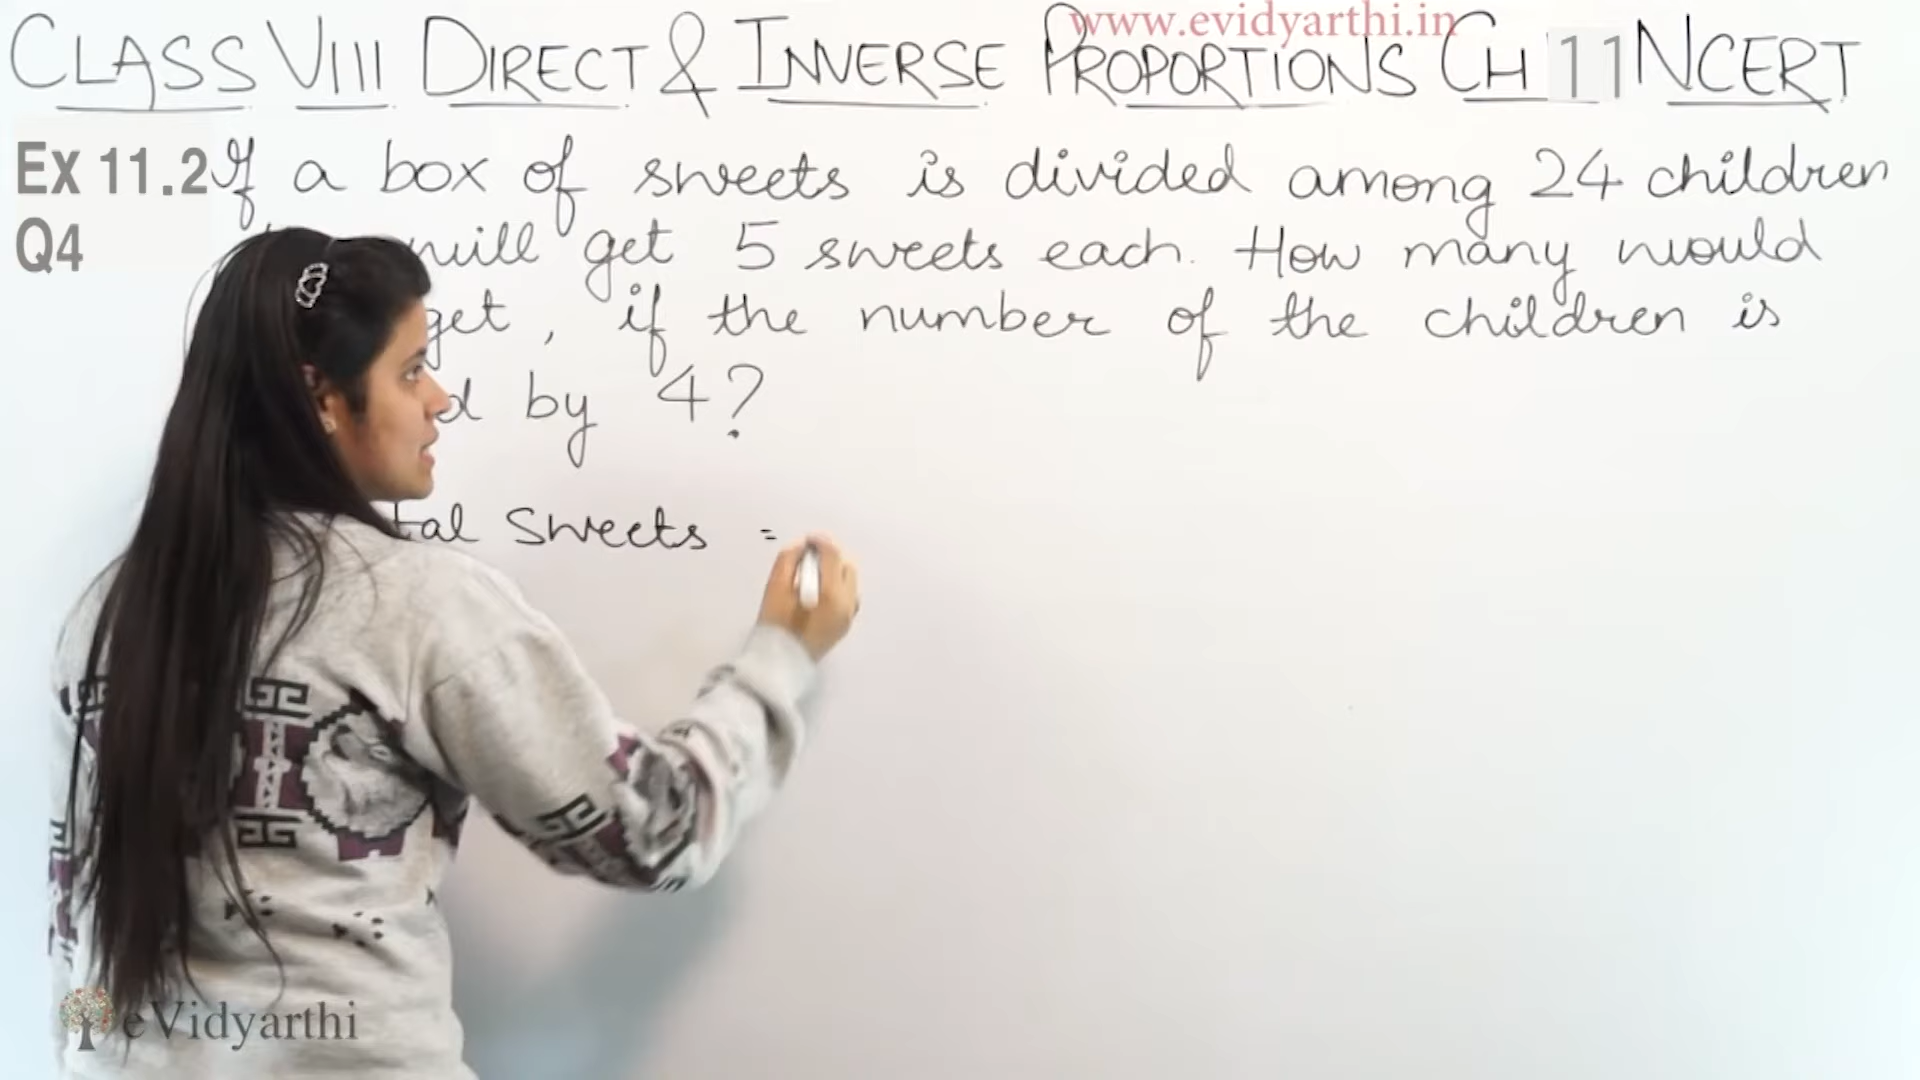 www.evidyarthi.in
CLASS VIII DIRECT & INVERSE PROPORTIONS CH 11 NCERT
Ex 11.2 If a box of sweets is divided among 24 children
Q4 will get 5 sweets each. How many would
get, if the number of the children is
by 4?
Sweets =
eVidyarthi